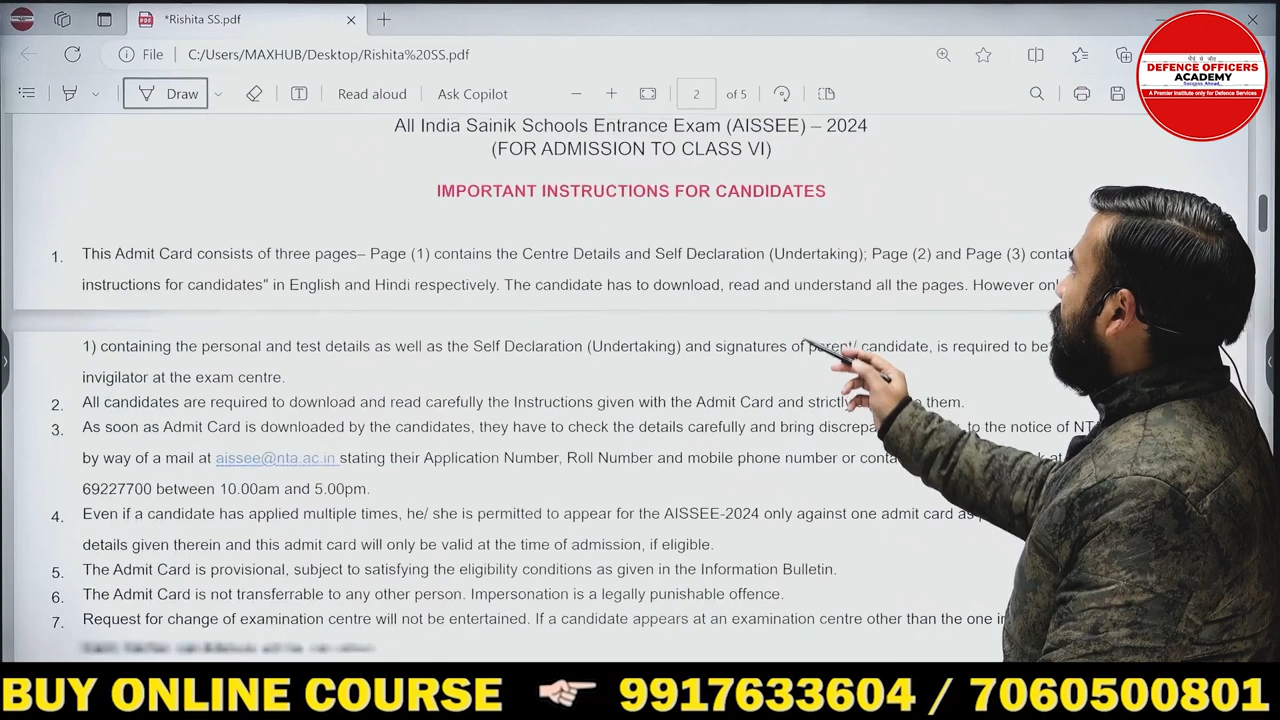 *Rishita SS.pdf
File
C:/Users/MAXHUB/Desktop/Rishita%20SS.pdf
Draw
Read aloud
Ask
2
of 5
पौरुष से जीत
DEFENCE OFFICERS
ACADEMY
Success Ahead...
A Premier Institute only for Defence Services
All India Sainik Schools Entrance Exam (AISSEE) – 2024
(FOR ADMISSION TO CLASS VI)
IMPORTANT INSTRUCTIONS FOR CANDIDATES
1. This Admit Card consists of three pages– Page (1) contains the Centre Details and Self Declaration (Undertaking); Page (2) and Page (3)
instructions for candidates" in English and Hindi respectively. The candidate has to download, read and understand all the pages. However
1) containing the personal and test details as well as the Self Declaration (Undertaking) and signatures of parent/ candidate, is required to be
invigilator at the exam centre.
2. All candidates are required to download and read carefully the Instructions given with the Admit Card and them.
3. As soon as Admit Card is downloaded by the candidates, they have to check the details carefully and bring to the notice of
by way of a mail at aissee@nta.ac.in stating their Application Number, Roll Number and mobile phone number or at
69227700 between 10.00am and 5.00pm.
4. Even if a candidate has applied multiple times, he/ she is permitted to appear for the AISSEE-2024 only against one admit card
details given therein and this admit card will only be valid at the time of admission, if eligible.
5. The Admit Card is provisional, subject to satisfying the eligibility conditions as given in the Information Bulletin.
6. The Admit Card is not transferrable to any other person. Impersonation is a legally punishable offence.
7. Request for change of examination centre will not be entertained. If a candidate appears at an examination centre other than the one
BUY ONLINE COURSE 9917633604 / 7060500801